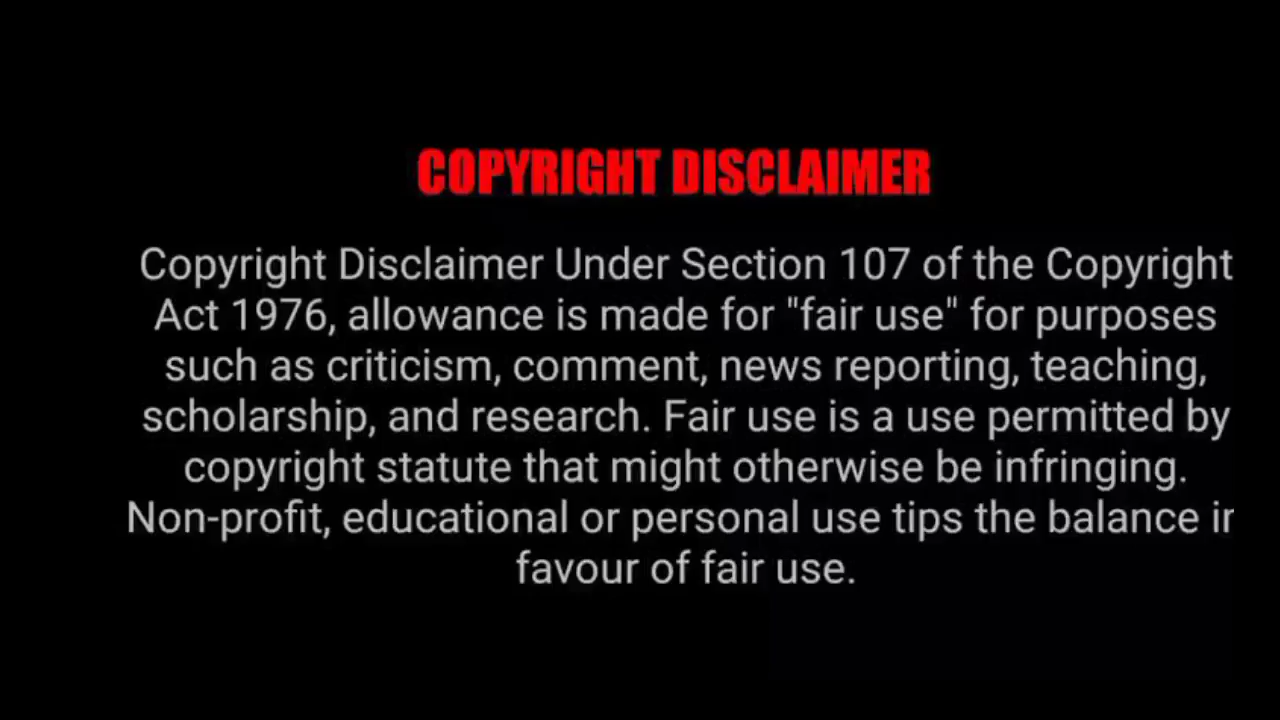 COPYRIGHT DISCLAIMER
Copyright Disclaimer Under Section 107 of the Copyright
Act 1976, allowance is made for "fair use" for purposes
such as criticism, comment, news reporting, teaching,
scholarship, and research. Fair use is a use permitted by
copyright statute that might otherwise be infringing.
Non-profit, educational or personal use tips the balance
favour of fair use.